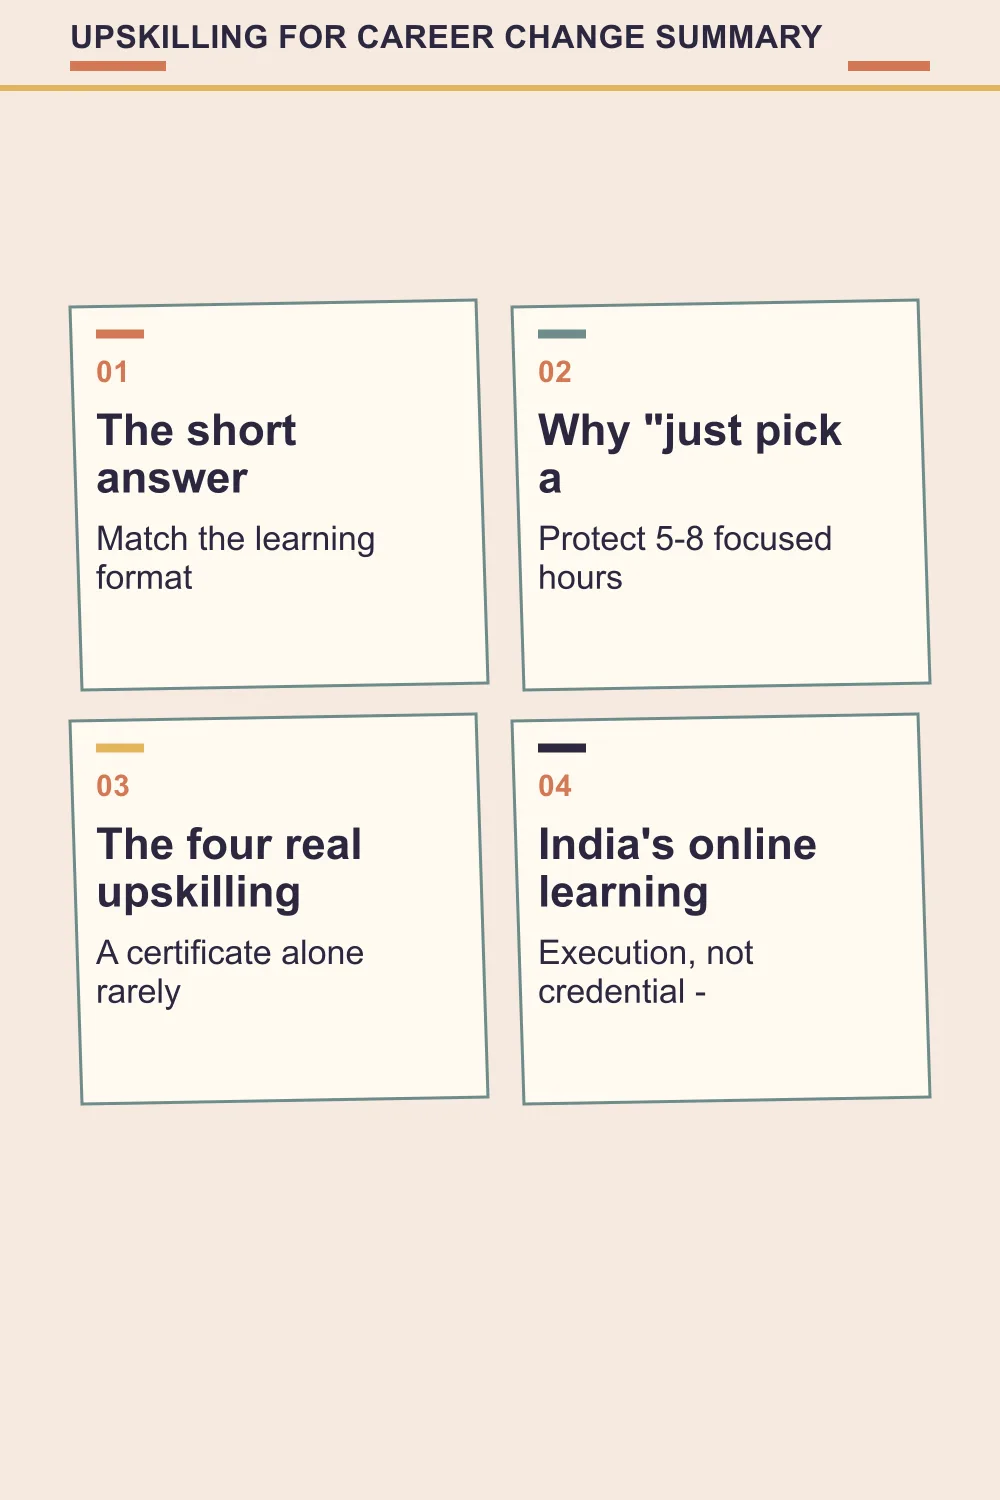 UPSKILLING FOR CAREER CHANGE SUMMARY
01
The short
answer
Match the learning
format
02
Why "just pick
a
Protect 5-8 focused
hours
03
The four real
upskilling
A certificate alone
rarely
04
India's online
learning
Execution, not
credential -